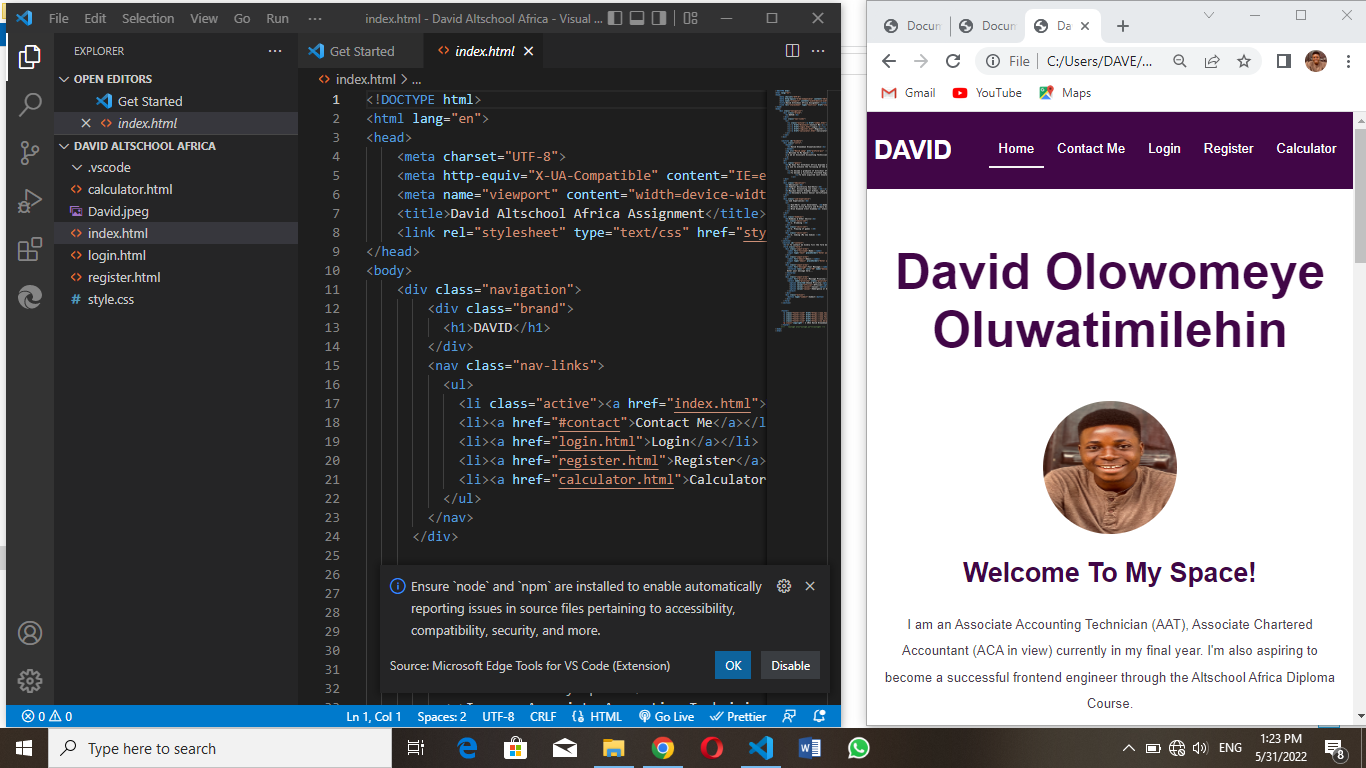 File Edit Selection View Go Run ··· index.html - David Altschool Africa - Visual ...
EXPLORER ···
OPEN EDITORS
Get Started
index.html
DAVID ALTSCHOOL AFRICA
.vscode
calculator.html
David.jpeg
index.html
login.html
register.html
style.css
Get Started index.html
index.html > ...
1 <!DOCTYPE html>
2 <html lang="en">
3 <head>
4 <meta charset="UTF-8">
5 <meta http-equiv="X-UA-Compatible" content="IE=e
6 <meta name="viewport" content="width=device-widt
7 <title>David Altschool Africa Assignment</title>
8 <link rel="stylesheet" type="text/css" href="sty
9 </head>
10 <body>
11 <div class="navigation">
12 <div class="brand">
13 <h1>DAVID</h1>
14 </div>
15 <nav class="nav-links">
16 <ul>
17 <li class="active"><a href="index.html">
18 <li><a href="#contact">Contact Me</a></l
19 <li><a href="login.html">Login</a></li>
20 <li><a href="register.html">Register</a>
21 <li><a href="calculator.html">Calculator
22 </ul>
23 </nav>
24 </div>
25
26
27
28
29
30
31
32
Ensure `node` and `npm` are installed to enable automatically
reporting issues in source files pertaining to accessibility,
compatibility, security, and more.
Source: Microsoft Edge Tools for VS Code (Extension) OK Disable
0 0 Ln 1, Col 1 Spaces: 2 UTF-8 CRLF HTML Go Live Prettier
Docum Docum Da
File C:/Users/DAVE/...
Gmail YouTube Maps
DAVID Home Contact Me Login Register Calculator
David Olowomeye
Oluwatimilehin
Welcome To My Space!
I am an Associate Accounting Technician (AAT), Associate Chartered
Accountant (ACA in view) currently in my final year. I'm also aspiring to
become a successful frontend engineer through the Altschool Africa Diploma
Course.
Type here to search
ENG
1:23 PM
5/31/2022
8